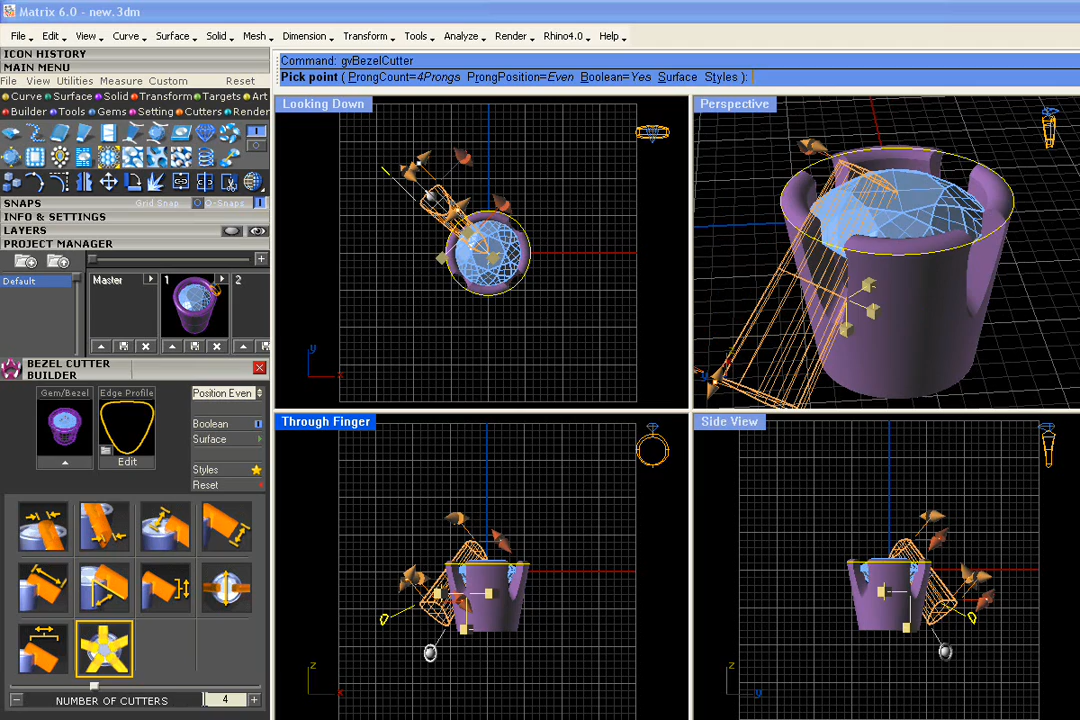 Matrix 6.0 - new.3dm
File Edit View Curve Surface Solid Mesh Dimension Transform Tools Analyze Render Rhino4.0 Help
ICON HISTORY
MAIN MENU
File View Utilities Measure Custom Reset
Curve Surface Solid Transform Targets Art
Builder Tools Gems Setting Cutters Render
SNAPS Grid Snap O-Snaps
INFO & SETTINGS
LAYERS
PROJECT MANAGER
Default
Master 1 2
BEZEL CUTTER
BUILDER
Gem/Bezel Edge Profile Position Even
Boolean
Surface
Edit
Styles
Reset
NUMBER OF CUTTERS 4
Command: gvBezelCutter
Pick point ( ProngCount=4Prongs ProngPosition=Even Boolean=Yes Surface Styles ):
Looking Down
y
x
Perspective
Through Finger
z
x
Side View
z
y